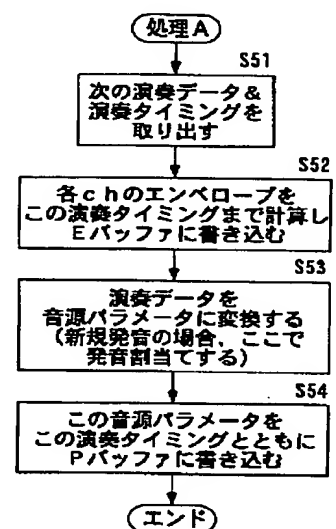 処理A
S51
次の演奏データ&
演奏タイミングを
取り出す
S52
各chのエンベロープを
この演奏タイミングまで計算し
Eバッファに書き込む
S53
演奏データを
音源パラメータに変換する
(新規発音の場合、ここで
発音割当てする)
S54
この音源パラメータを
この演奏タイミングとともに
Pバッファに書き込む
エンド